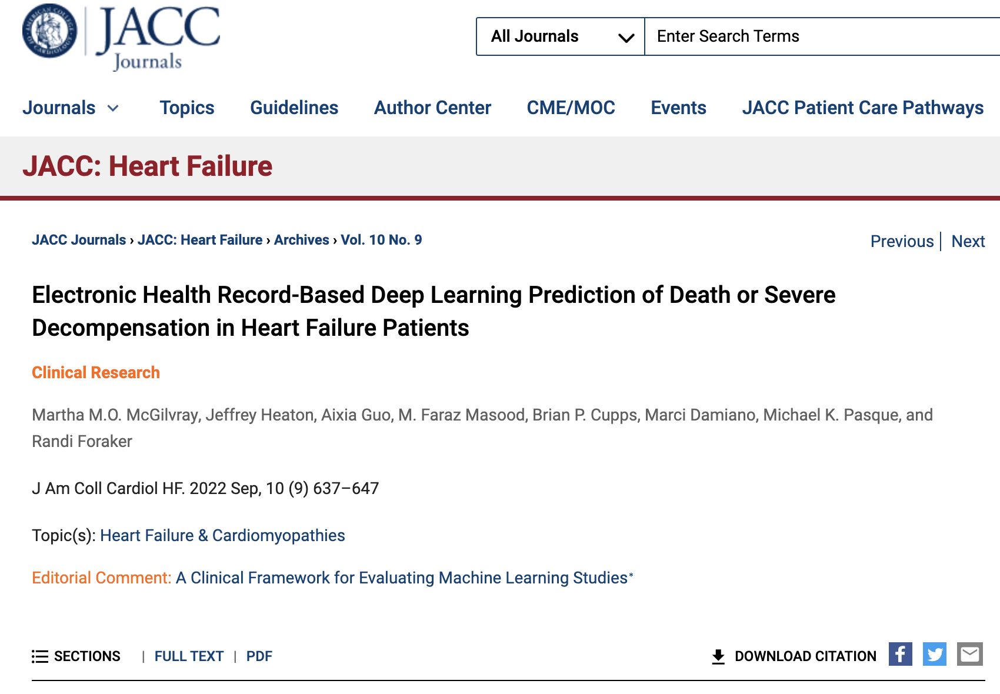 AMERICAN COLLEGE OF CARDIOLOGY
JACC
Journals
All Journals
Enter Search Terms
Journals Topics Guidelines Author Center CME/MOC Events JACC Patient Care Pathways
JACC: Heart Failure
JACC Journals › JACC: Heart Failure › Archives › Vol. 10 No. 9
Previous | Next
Electronic Health Record-Based Deep Learning Prediction of Death or Severe
Decompensation in Heart Failure Patients
Clinical Research
Martha M.O. McGilvray, Jeffrey Heaton, Aixia Guo, M. Faraz Masood, Brian P. Cupps, Marci Damiano, Michael K. Pasque, and
Randi Foraker
J Am Coll Cardiol HF. 2022 Sep, 10 (9) 637–647
Topic(s): Heart Failure & Cardiomyopathies
Editorial Comment: A Clinical Framework for Evaluating Machine Learning Studies*
SECTIONS | FULL TEXT | PDF
DOWNLOAD CITATION